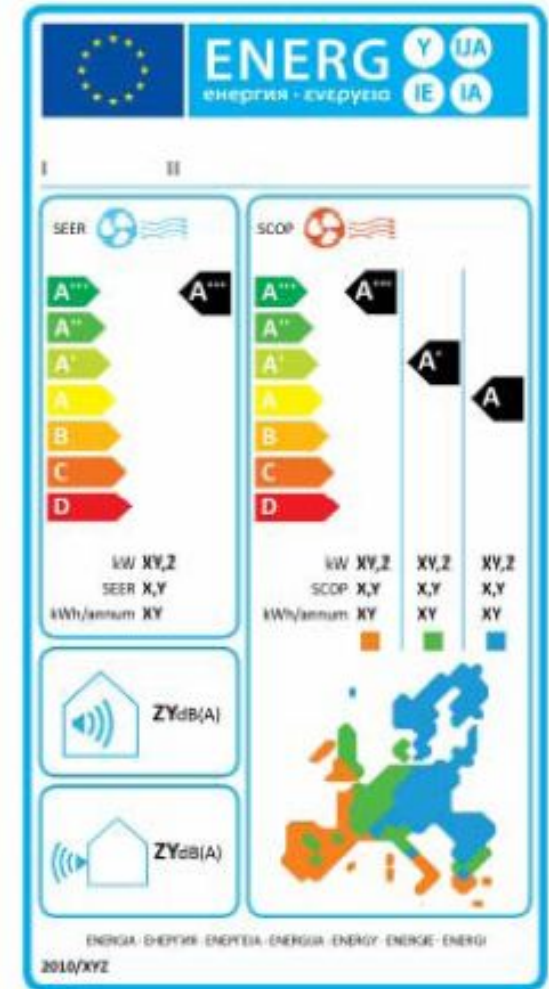 ENERG Y IJA
енергия · ενεργεια IE IA
I II
SEER
A+++ A+++
A++
A+
A
B
C
D
kW XY,Z
SEER X,Y
kWh/annum XY
SCOP
A+++ A+++
A++
A+ A+
A A
B
C
D
kW XY,Z XY,Z XY,Z
SCOP X,Y X,Y X,Y
kWh/annum XY XY XY
ZYdB(A)
ZYdB(A)
ENERGIA · ЕНЕРГИЯ · ΕΝΕΡΓΕΙΑ · ENERGIJA · ENERGY · ENERGIE · ENERGI
2010/XYZ